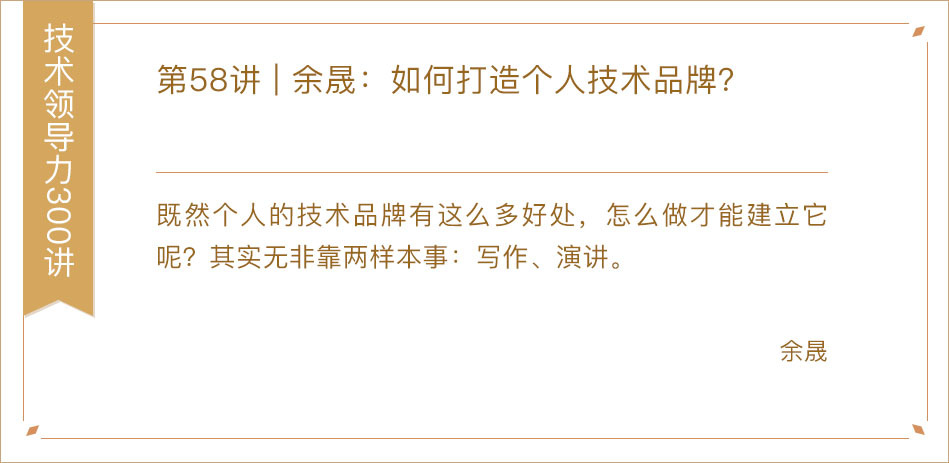 技术领导力300讲
第58讲 | 余晟：如何打造个人技术品牌？
既然个人的技术品牌有这么多好处，怎么做才能建立它
呢？其实无非靠两样本事：写作、演讲。
余晟